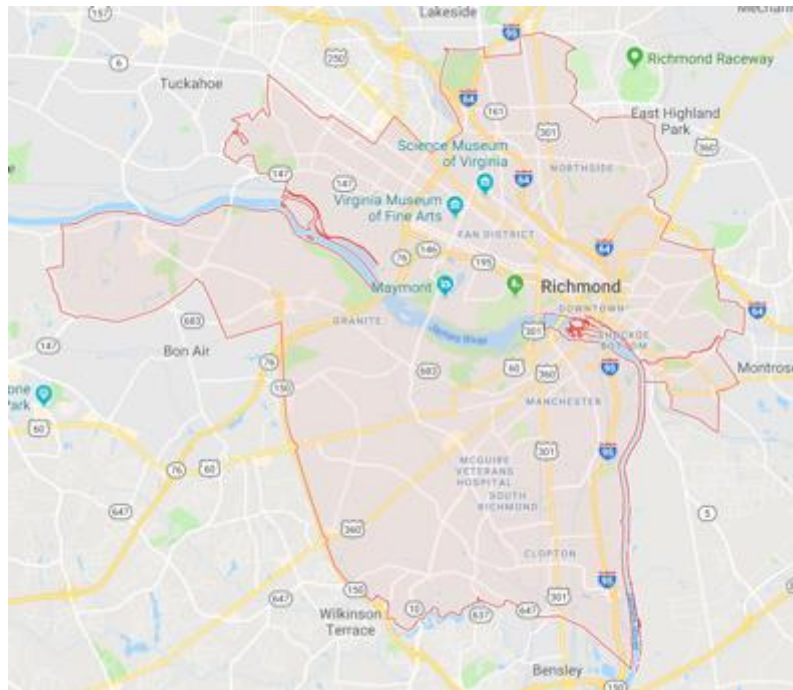 Lakeside
Mechanic
157
95
6
250
Richmond Raceway
Tuckahoe
64
161
East Highland
Park
301
360
Science Museum
of Virginia
NORTHSIDE
147
147
64
Virginia Museum
of Fine Arts
FAN DISTRICT
76
146
195
64
Maymont
Richmond
DOWNTOWN
64
683
GRANITE
301
SHOCKOE
BOTTOM
James River
147
Bon Air
76
683
60
360
95
Montros
one
Park
150
MANCHESTER
60
301
95
76
60
MCGUIRE
VETERANS
HOSPITAL
SOUTH
RICHMOND
647
5
360
CLOPTON
95
150
301
647
10
637
647
Wilkinson
Terrace
Bensley
150